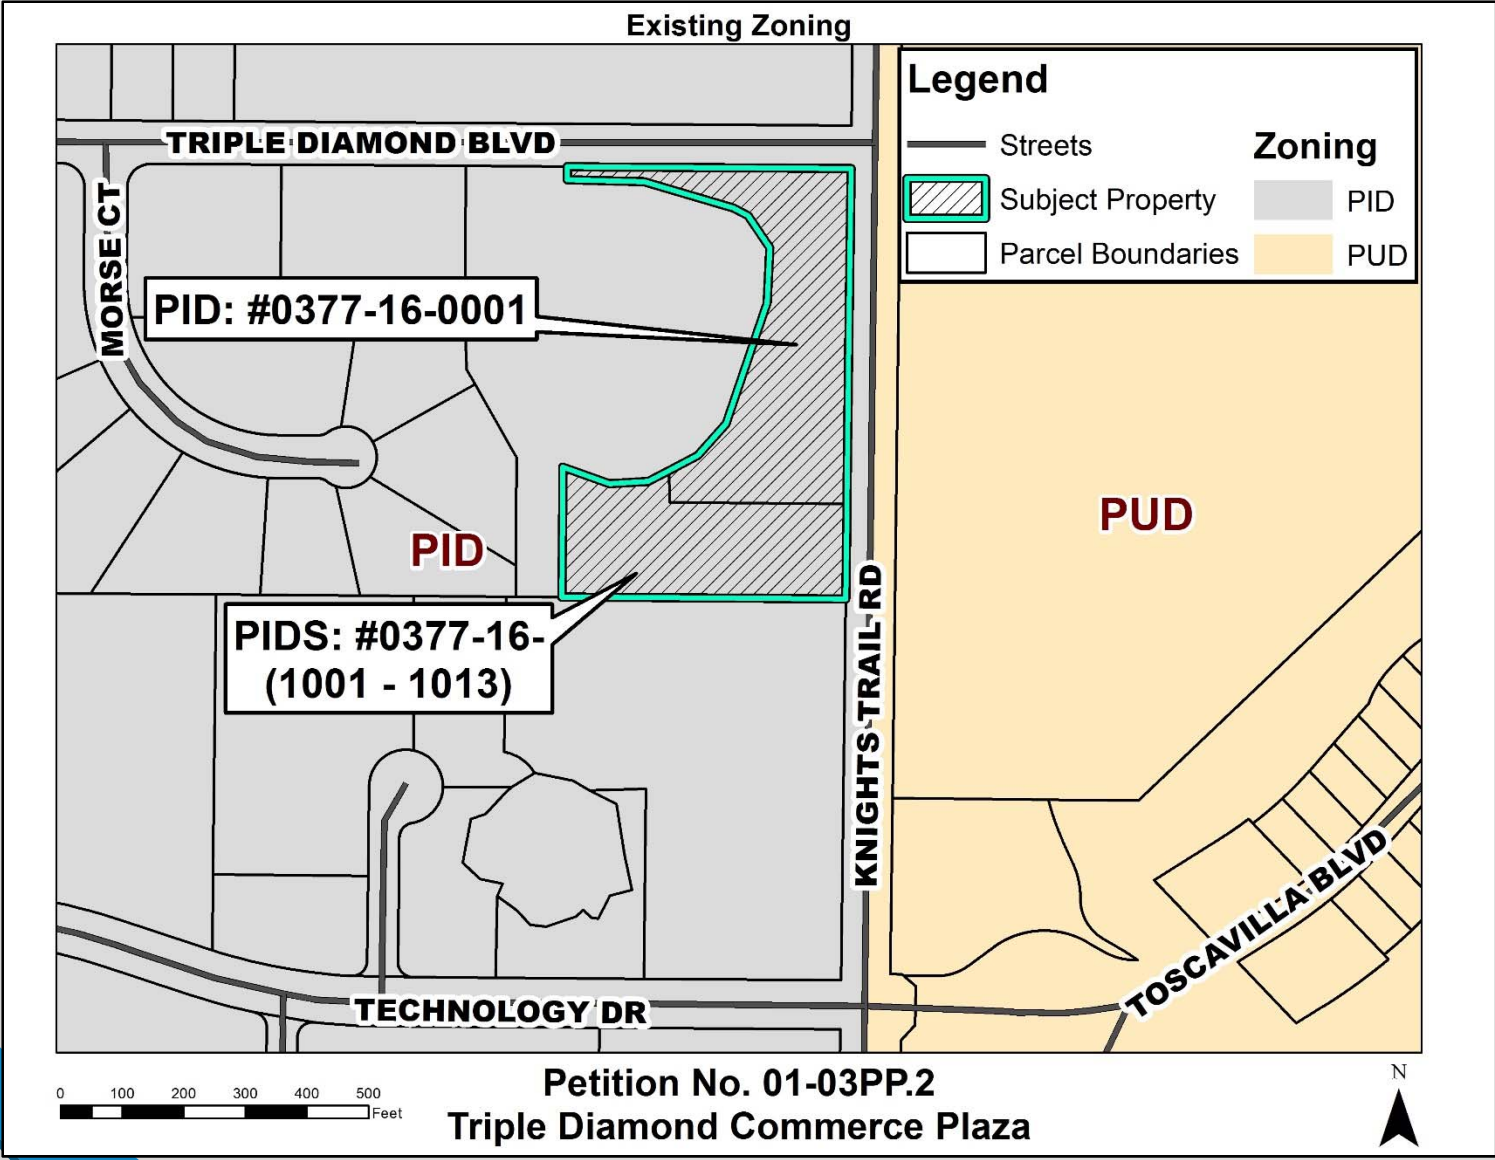 Existing Zoning
Legend
Streets
Subject Property
Parcel Boundaries
Zoning
PID
PUD
TRIPLE DIAMOND BLVD
MORSE CT
PID: #0377-16-0001
PUD
PID
PIDS: #0377-16-
(1001 - 1013)
KNIGHTS TRAIL RD
TOSCAVILLA BLVD
TECHNOLOGY DR
0 100 200 300 400 500
Feet
Petition No. 01-03PP.2
Triple Diamond Commerce Plaza
N